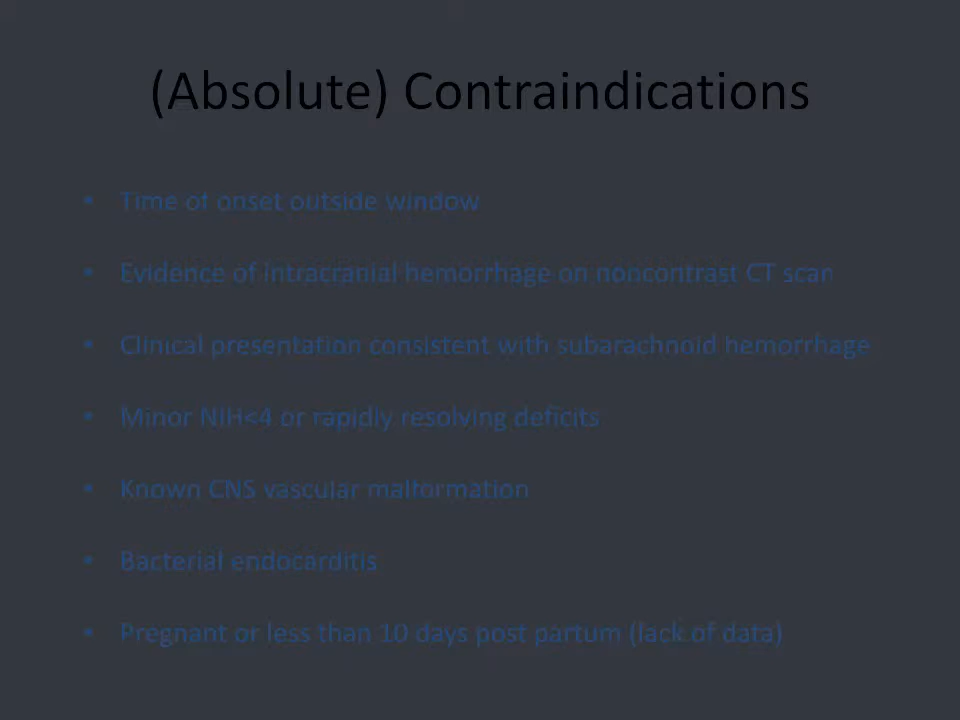 (Absolute) Contraindications
• Time of onset outside window
• Evidence of intracranial hemorrhage on noncontrast CT scan
• Clinical presentation consistent with subarachnoid hemorrhage
• Minor NIH<4 or rapidly resolving deficits
• Known CNS vascular malformation
• Bacterial endocarditis
• Pregnant or less than 10 days post partum (lack of data)